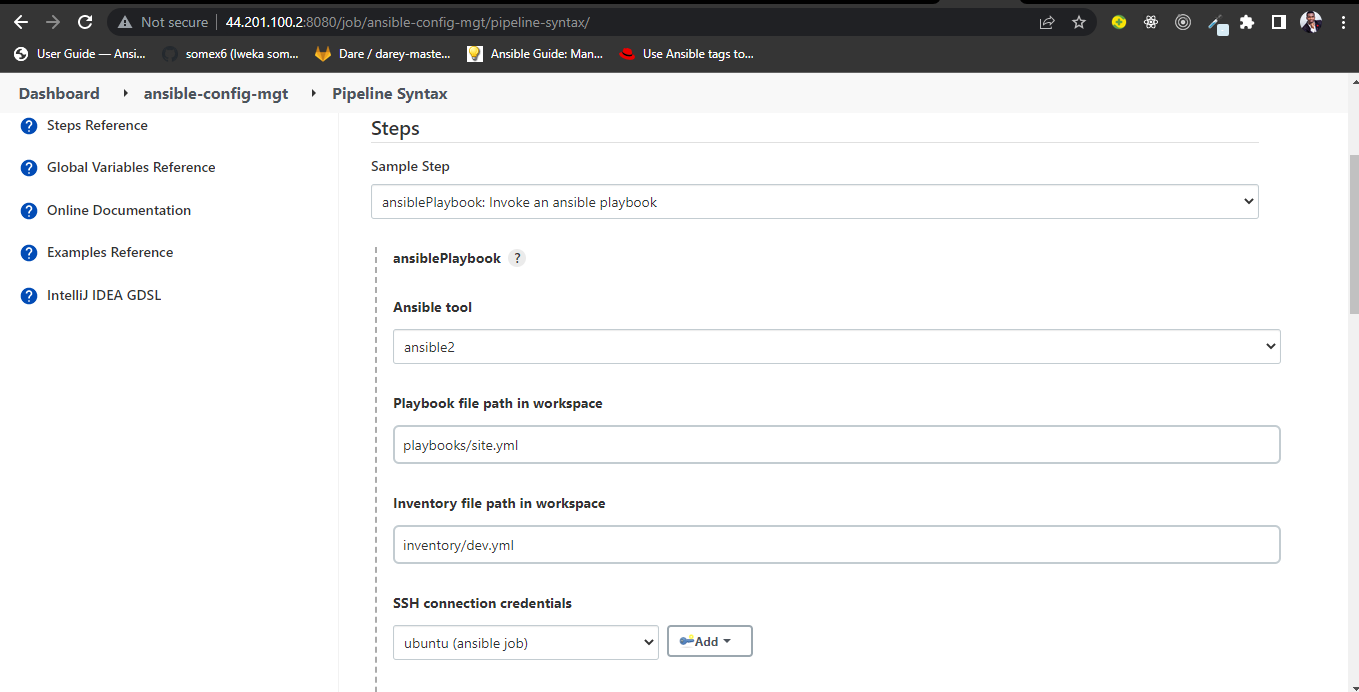 Not secure | 44.201.100.2:8080/job/ansible-config-mgt/pipeline-syntax/
User Guide — Ansi... somex6 (Iweka som... Dare / darey-maste... Ansible Guide: Man... Use Ansible tags to...
Dashboard ansible-config-mgt Pipeline Syntax
? Steps Reference
? Global Variables Reference
? Online Documentation
? Examples Reference
? IntelliJ IDEA GDSL
Steps
Sample Step
ansiblePlaybook: Invoke an ansible playbook
ansiblePlaybook ?
Ansible tool
ansible2
Playbook file path in workspace
playbooks/site.yml
Inventory file path in workspace
inventory/dev.yml
SSH connection credentials
ubuntu (ansible job) Add